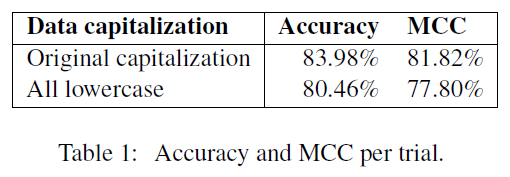 Data capitalization Accuracy MCC
Original capitalization 83.98% 81.82%
All lowercase 80.46% 77.80%
Table 1: Accuracy and MCC per trial.